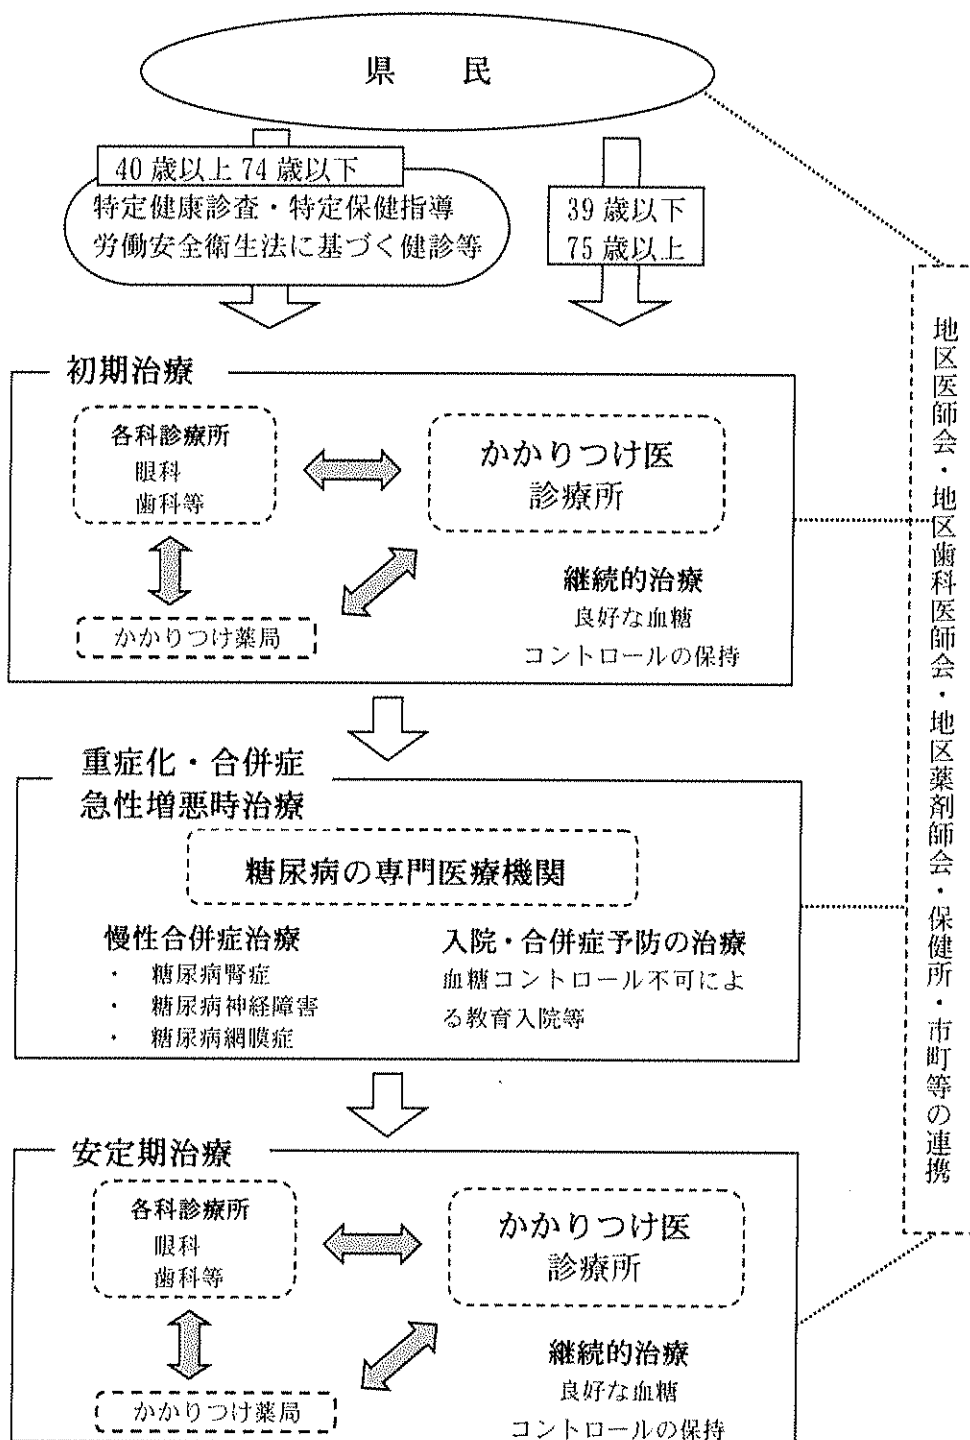 県　　民
40歳以上74歳以下
特定健康診査・特定保健指導
労働安全衛生法に基づく健診等
39歳以下
75歳以上
初期治療
各科診療所
眼科
歯科等
かかりつけ医
診療所
かかりつけ薬局
継続的治療
良好な血糖
コントロールの保持
重症化・合併症
急性増悪時治療
糖尿病の専門医療機関
慢性合併症治療
・　糖尿病腎症
・　糖尿病神経障害
・　糖尿病網膜症
入院・合併症予防の治療
血糖コントロール不可によ
る教育入院等
安定期治療
各科診療所
眼科
歯科等
かかりつけ医
診療所
かかりつけ薬局
継続的治療
良好な血糖
コントロールの保持
地区医師会・地区歯科医師会・地区薬剤師会・保健所・市町等の連携